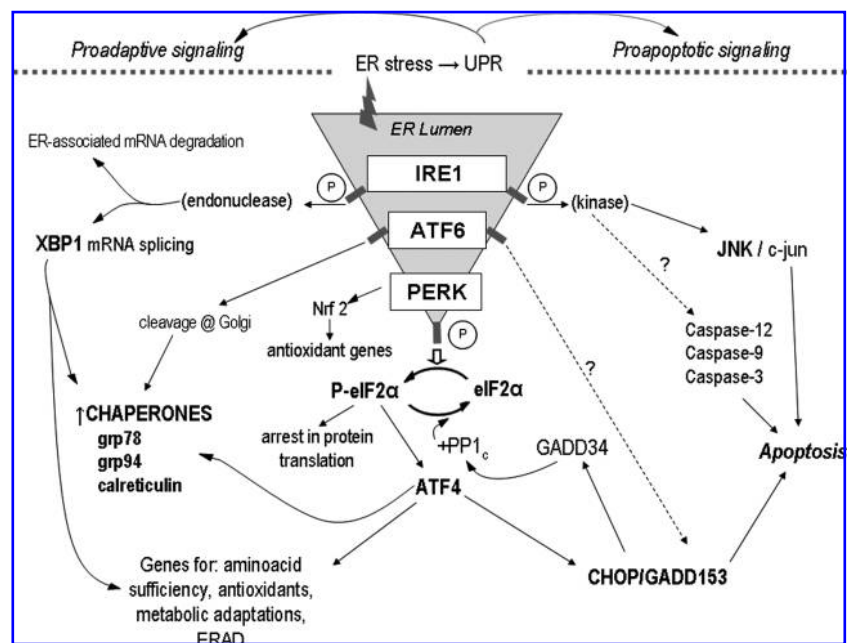 Proadaptive signaling
Proapoptotic signaling
ER stress → UPR
ER Lumen
ER-associated mRNA degradation
IRE1
P
P
(endonuclease)
(kinase)
XBP1 mRNA splicing
ATF6
JNK / c-jun
?
PERK
Nrf 2
cleavage @ Golgi
P
antioxidant genes
Caspase-12
Caspase-9
Caspase-3
?
P-eIF2α
eIF2α
↑CHAPERONES
grp78
grp94
calreticulin
arrest in protein
translation
+PP1c
GADD34
Apoptosis
ATF4
Genes for: aminoacid
sufficiency, antioxidants,
metabolic adaptations,
ERAD
CHOP/GADD153